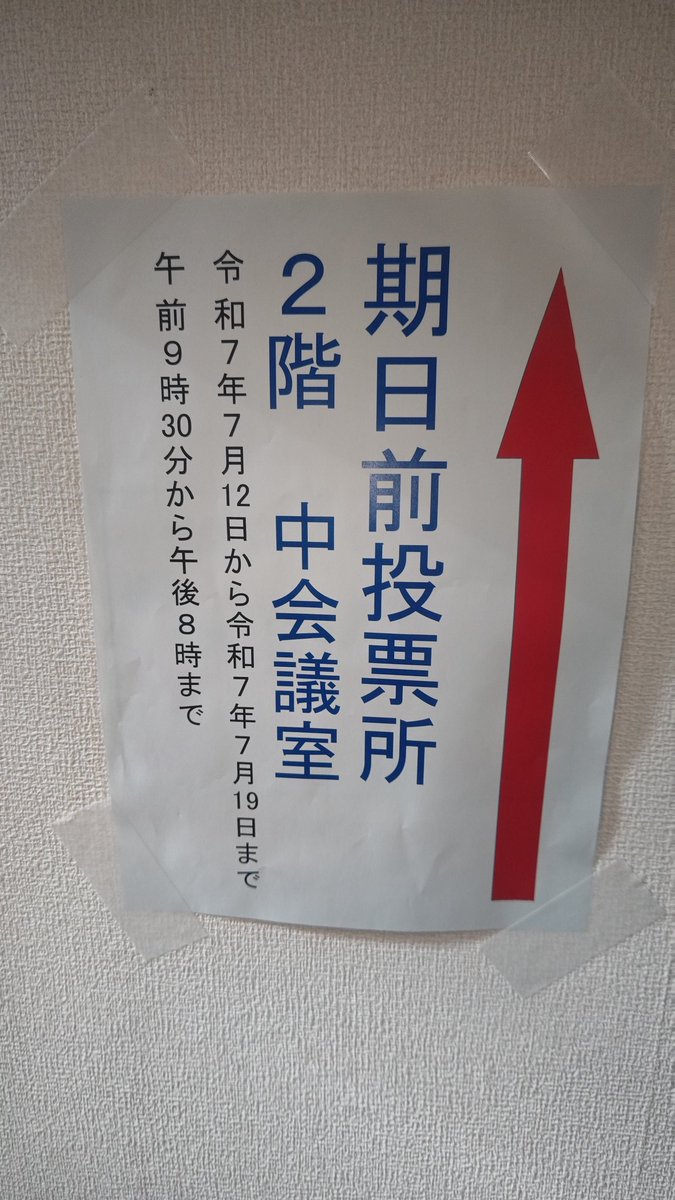 期日前投票所
２階　中会議室
令和７年７月12日から令和７年７月19日まで
午前９時30分から午後８時まで